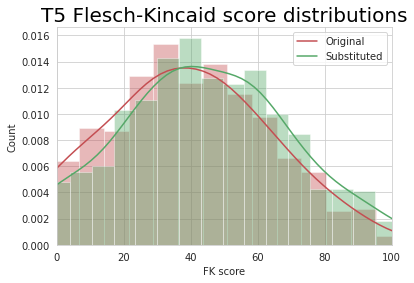 T5 Flesch-Kincaid score distributions
Original
Substituted
Count
0.016
0.014
0.012
0.010
0.008
0.006
0.004
0.002
0.000
0 20 40 60 80 100
FK score